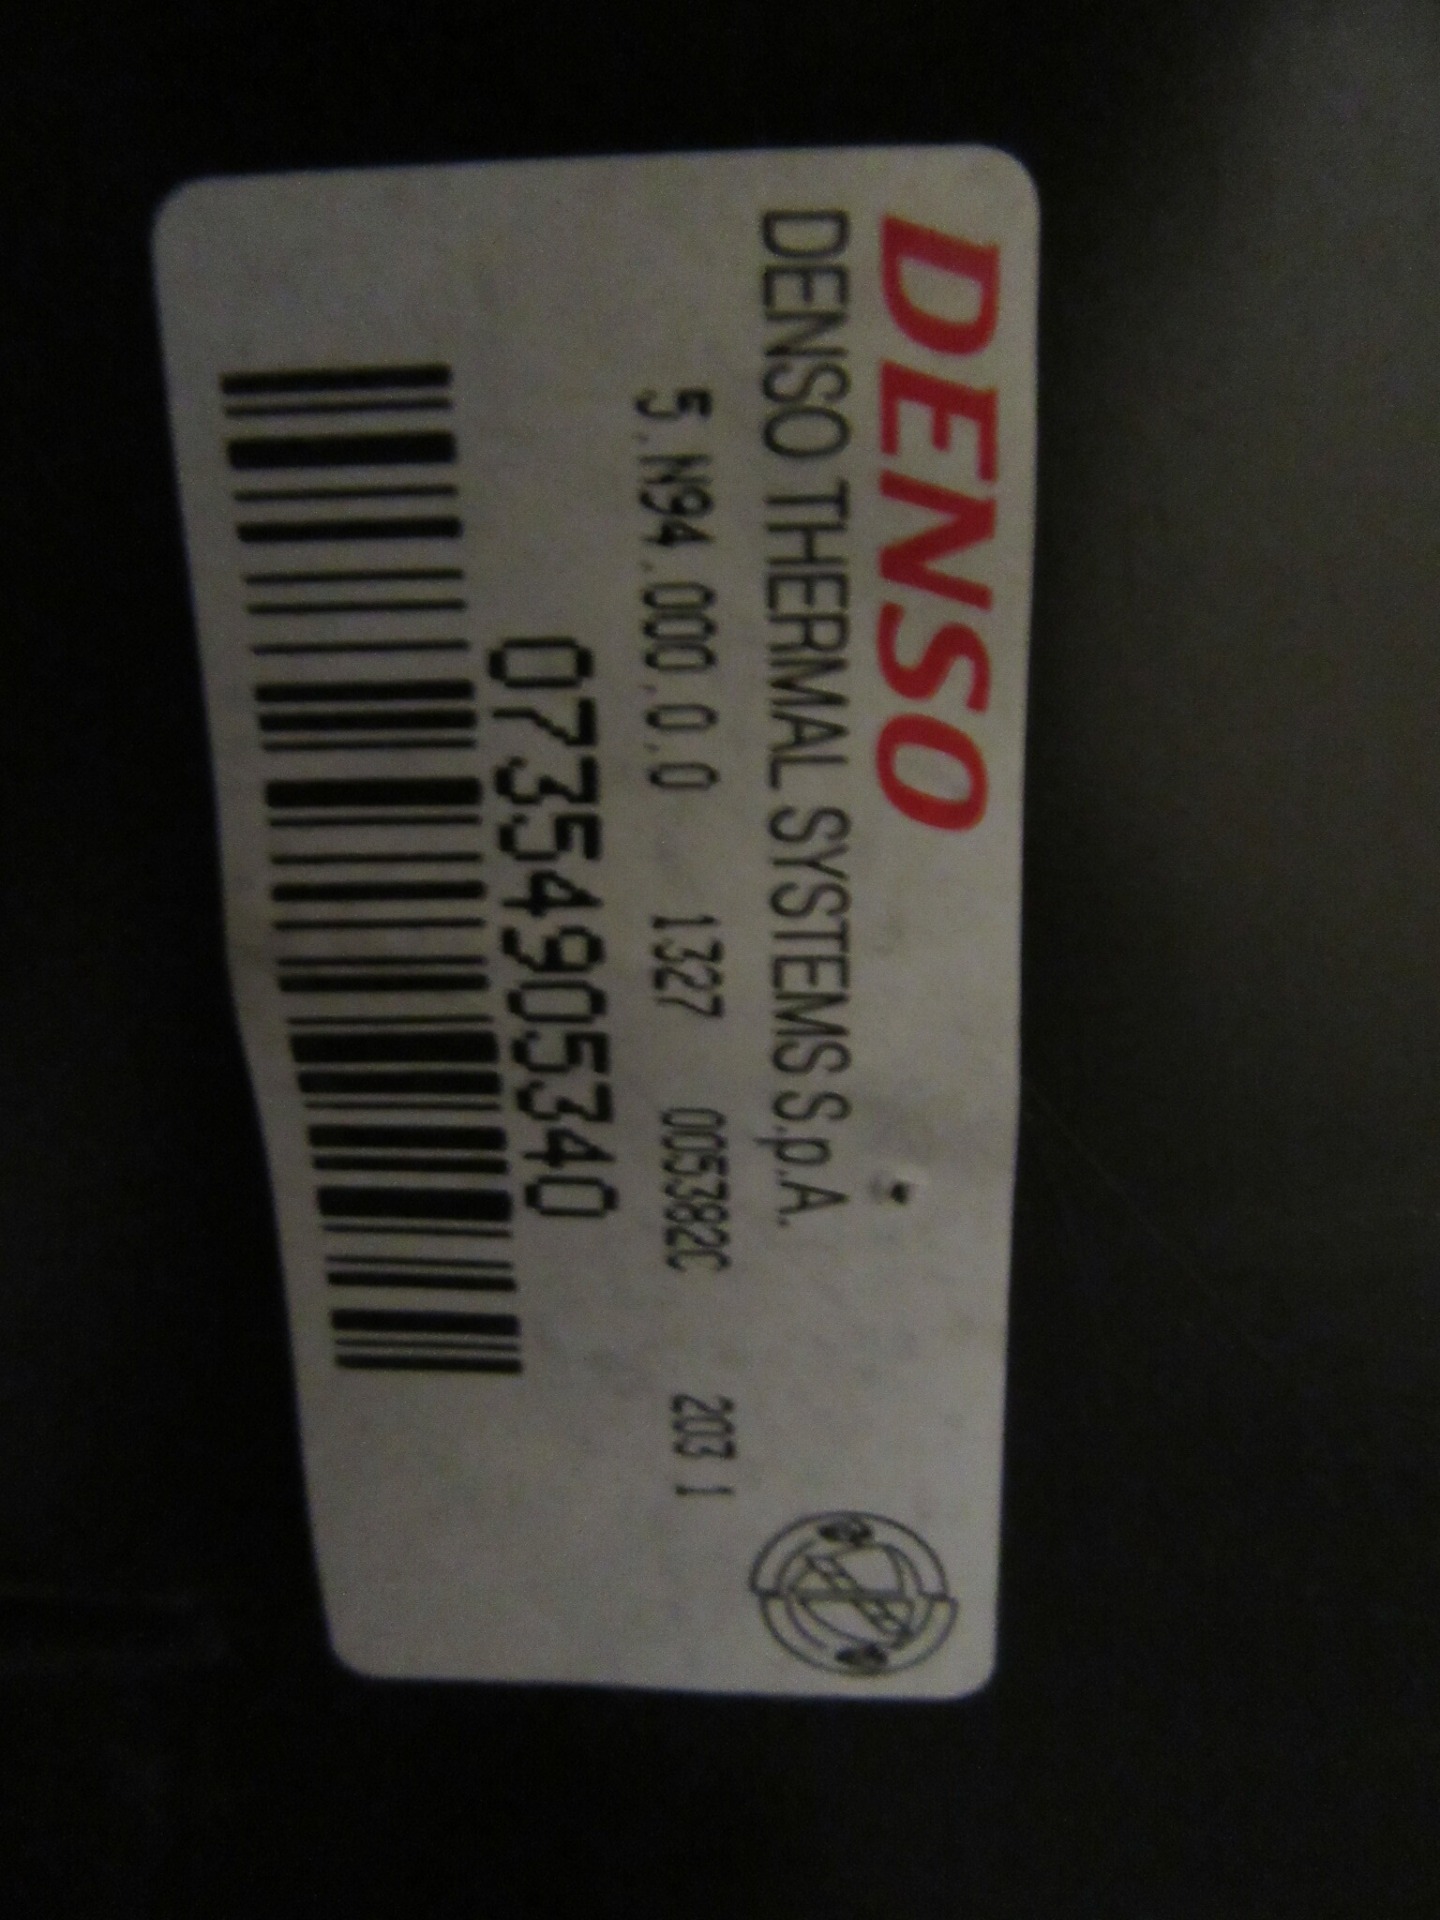 DENSO
DENSO THERMAL SYSTEMS S.p.A.
5.N94.000.0.0 1327 005382C 203 1
07354905340